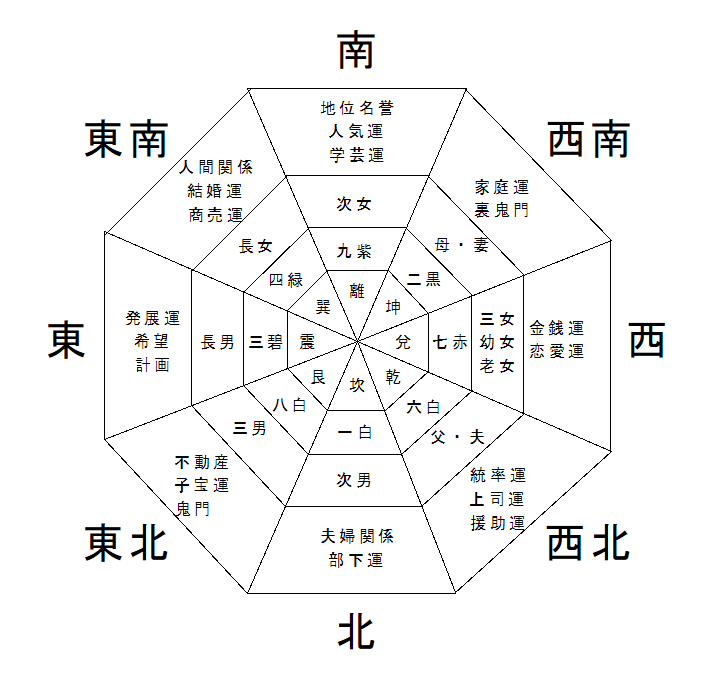 南
地位名誉
人気運
学芸運
次女
九紫
離
東南
人間関係
結婚運
商売運
長女
四緑
巽
西南
家庭運
裏鬼門
母・妻
二黒
坤
東
発展運
希望
計画
長男
三碧
震
兌
七赤
三女
幼女
老女
金銭運
恋愛運
西
艮
八白
三男
不動産
子宝運
鬼門
東北
坎
一白
次男
夫婦関係
部下運
北
乾
六白
父・夫
統率運
上司運
援助運
西北